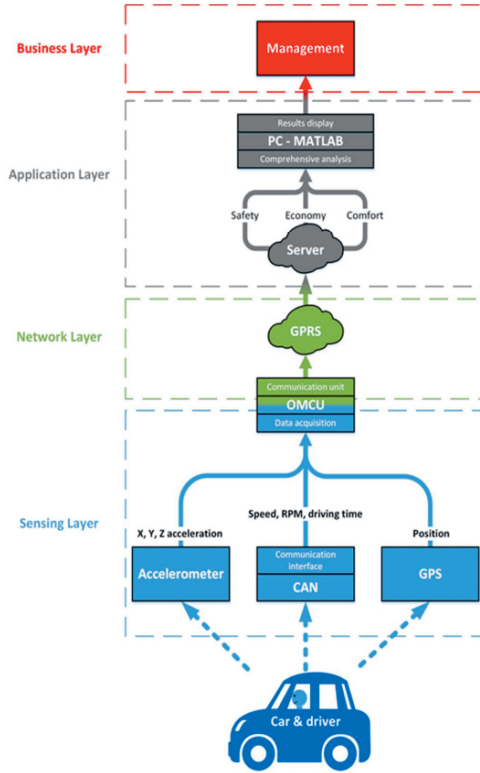 Business Layer
Management
Application Layer
Results display
PC - MATLAB
Comprehensive analysis
Safety
Economy
Comfort
Server
Network Layer
GPRS
Communication unit
OMCU
Data acquisition
Sensing Layer
X, Y, Z acceleration
Speed, RPM, driving time
Position
Accelerometer
Communication
interface
CAN
GPS
Car & driver